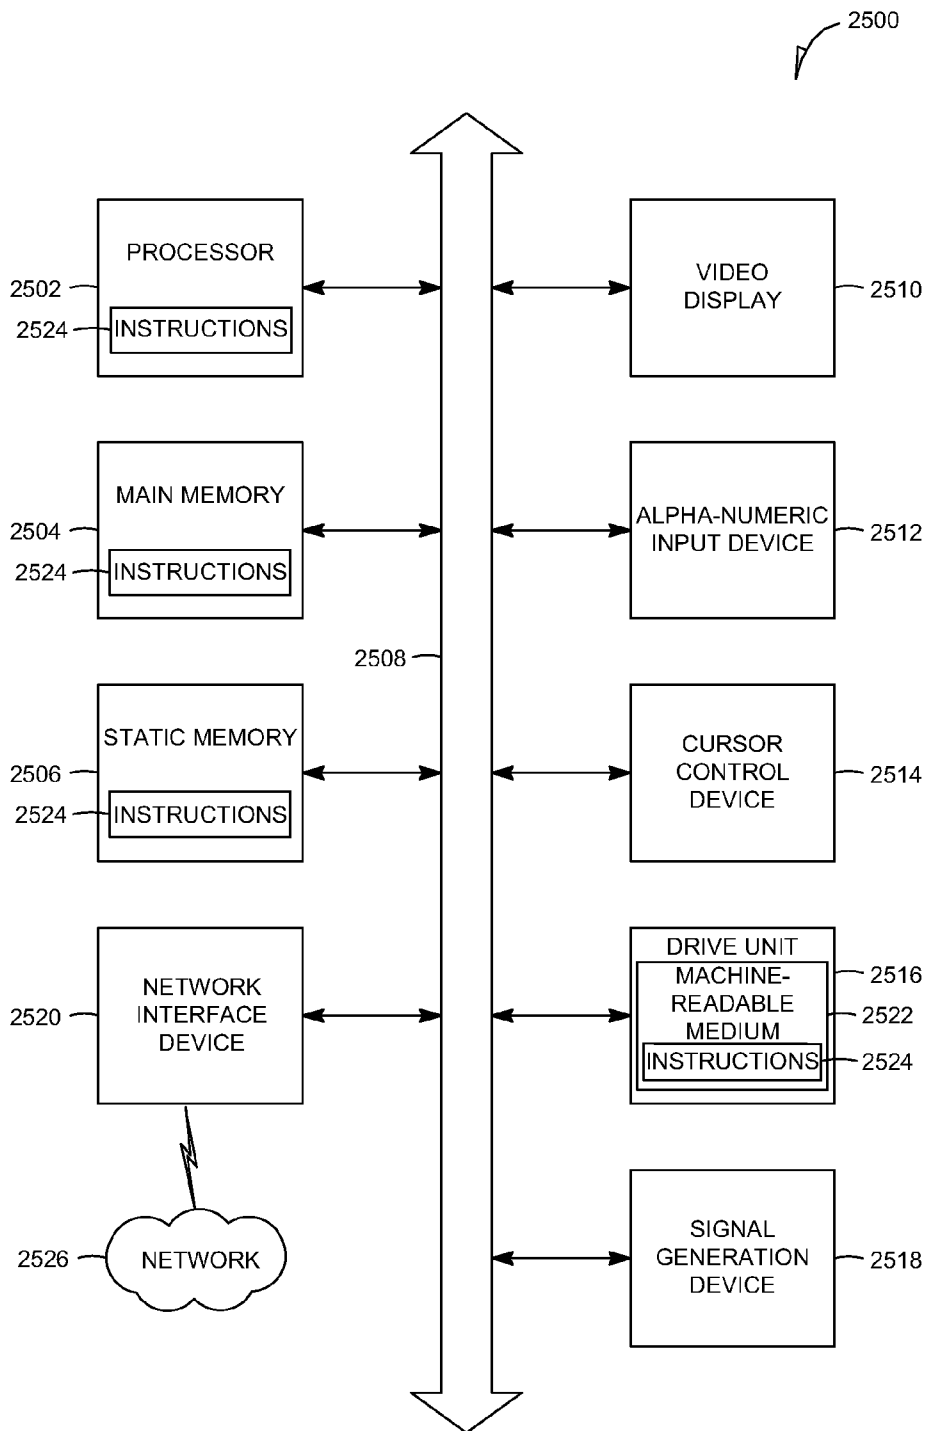 2500
PROCESSOR
2502
2524
INSTRUCTIONS
VIDEO
DISPLAY
2510
MAIN MEMORY
2504
2524
INSTRUCTIONS
ALPHA-NUMERIC
INPUT DEVICE
2512
2508
STATIC MEMORY
2506
2524
INSTRUCTIONS
CURSOR
CONTROL
DEVICE
2514
NETWORK
INTERFACE
DEVICE
2520
DRIVE UNIT
2516
MACHINE-
READABLE
MEDIUM
2522
INSTRUCTIONS
2524
2526
NETWORK
SIGNAL
GENERATION
DEVICE
2518